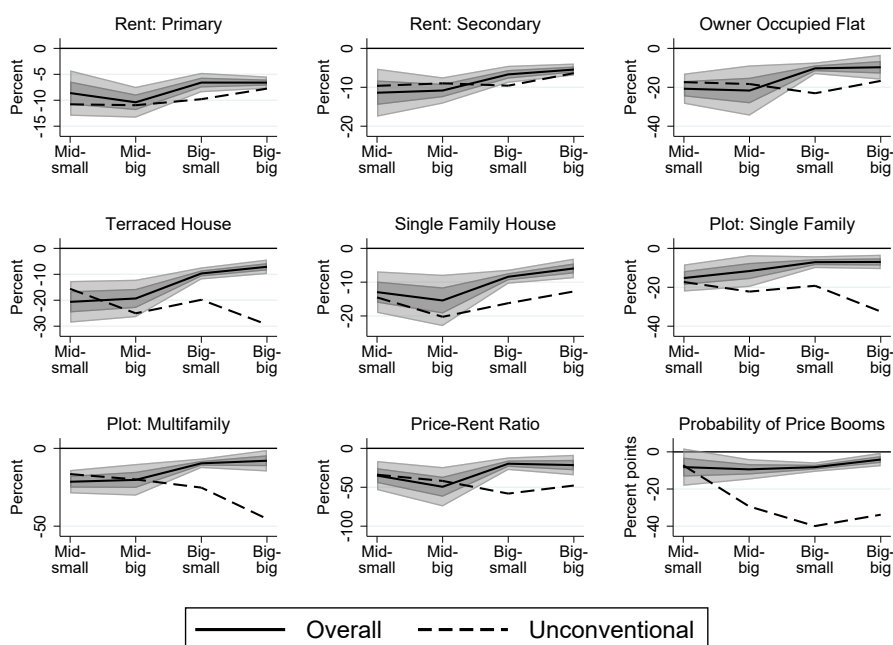 Rent: Primary
Percent
0
-5
-10
-15
Mid-
small
Mid-
big
Big-
small
Big-
big
Rent: Secondary
Percent
0
-10
-20
Mid-
small
Mid-
big
Big-
small
Big-
big
Owner Occupied Flat
Percent
0
-20
-40
Mid-
small
Mid-
big
Big-
small
Big-
big
Terraced House
Percent
0
-10
-20
-30
Mid-
small
Mid-
big
Big-
small
Big-
big
Single Family House
Percent
0
-10
-20
Mid-
small
Mid-
big
Big-
small
Big-
big
Plot: Single Family
Percent
0
-20
-40
Mid-
small
Mid-
big
Big-
small
Big-
big
Plot: Multifamily
Percent
0
-50
Mid-
small
Mid-
big
Big-
small
Big-
big
Price-Rent Ratio
Percent
0
-50
-100
Mid-
small
Mid-
big
Big-
small
Big-
big
Probability of Price Booms
Percent points
0
-20
-40
Mid-
small
Mid-
big
Big-
small
Big-
big
Overall
Unconventional